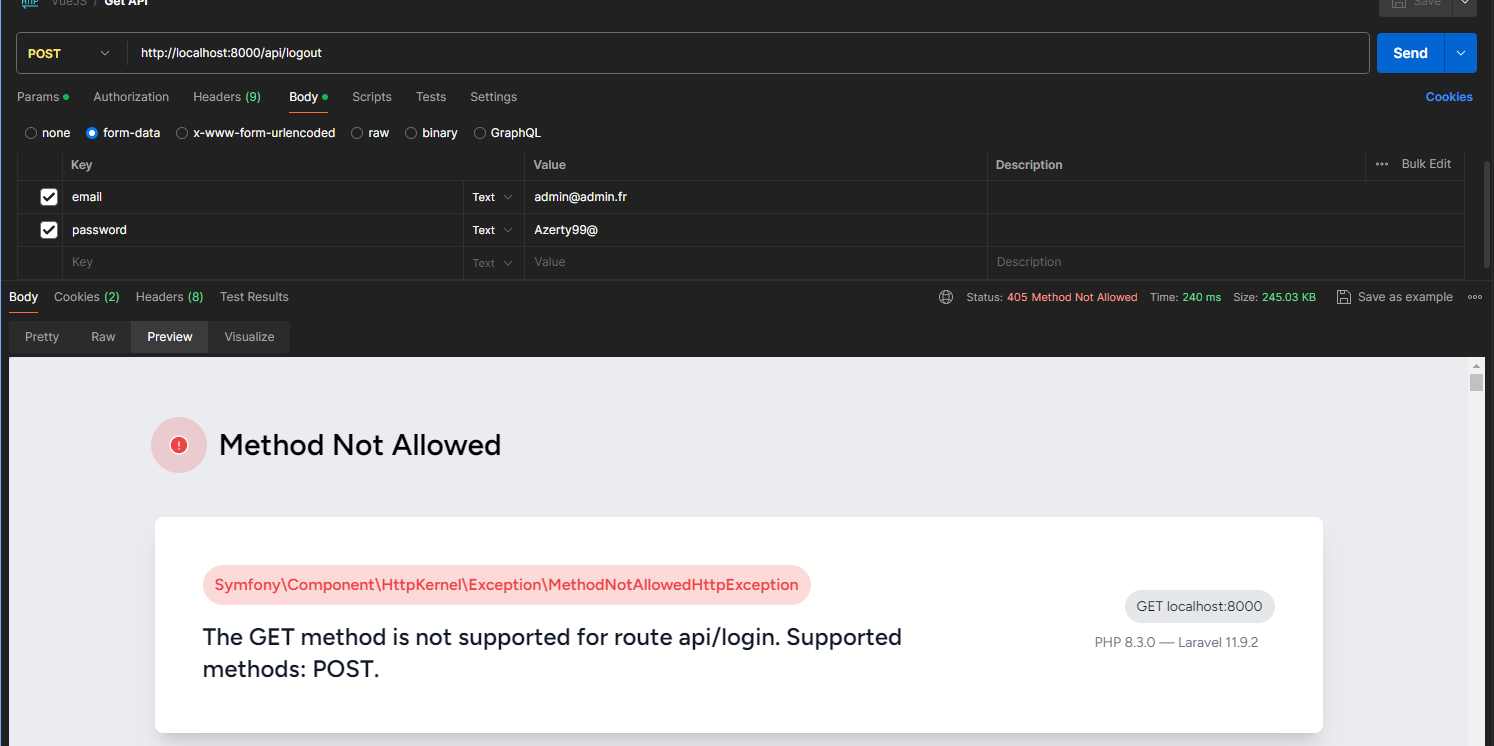 HTTP VueJS / Get API Save
POST http://localhost:8000/api/logout Send
Params Authorization Headers (9) Body Scripts Tests Settings Cookies
none form-data x-www-form-urlencoded raw binary GraphQL
Key Value Description Bulk Edit
email Text admin@admin.fr
password Text Azerty99@
Key Text Value Description
Body Cookies (2) Headers (8) Test Results Status: 405 Method Not Allowed Time: 240 ms Size: 245.03 KB Save as example
Pretty Raw Preview Visualize
Method Not Allowed
Symfony\Component\HttpKernel\Exception\MethodNotAllowedHttpException
The GET method is not supported for route api/login. Supported
methods: POST.
GET localhost:8000
PHP 8.3.0 — Laravel 11.9.2